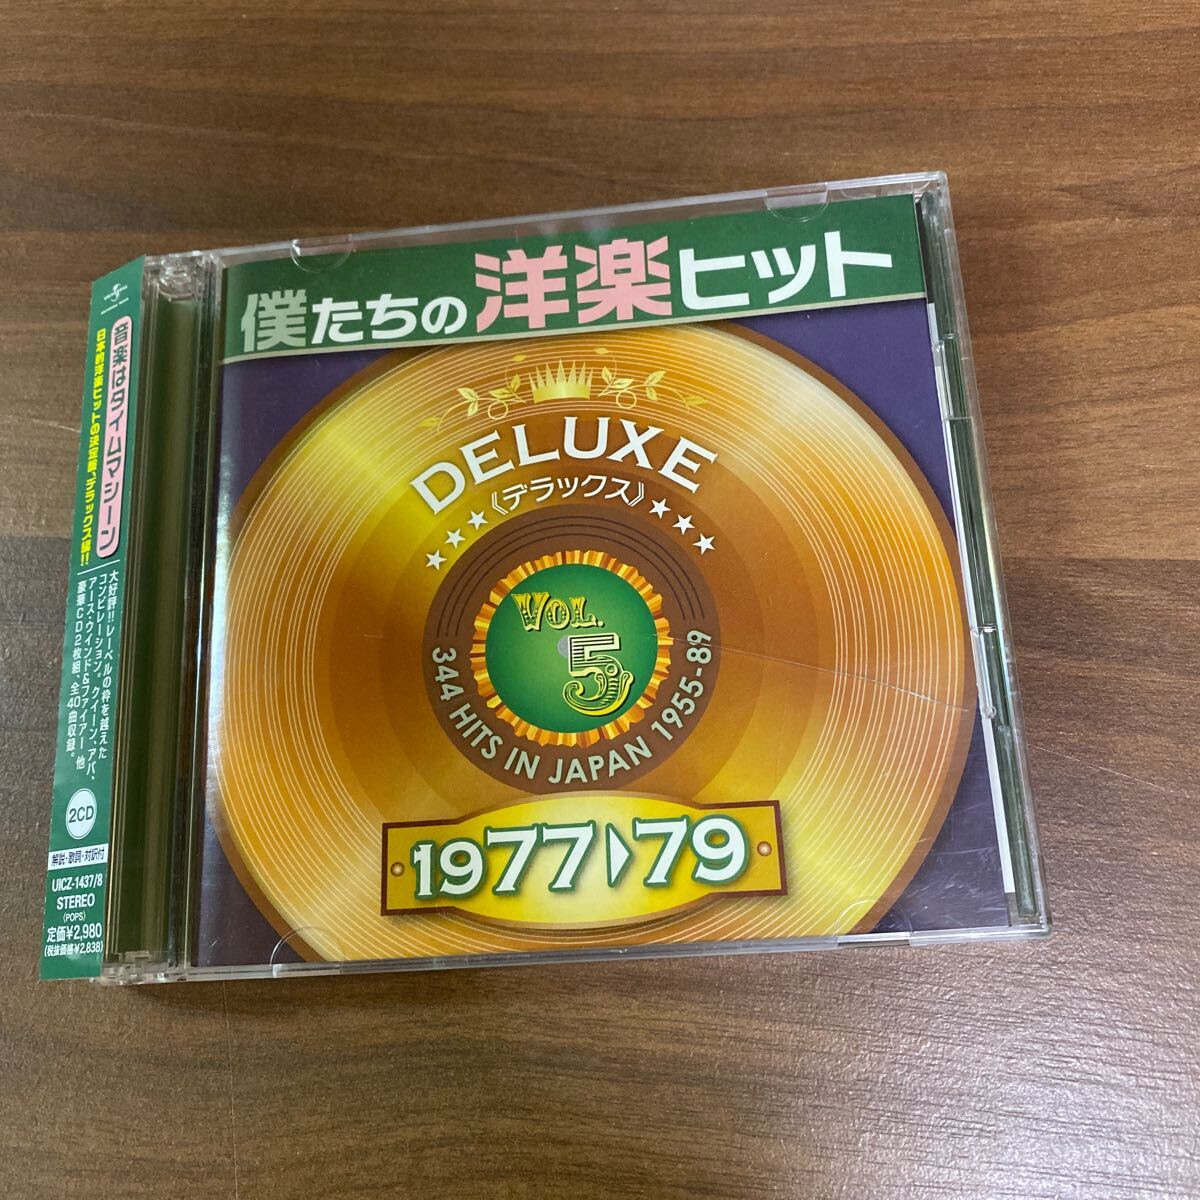 僕たちの洋楽ヒット
DELUXE
《デラックス》
VOL.
5
344 HITS IN JAPAN 1955-89
1977▶79
UNIVERSAL
音楽はタイムマシーン
日本的洋楽ヒットの決定盤、デラックス編!!
大好評!!レーベルの枠を越えた
コンピレーション。クイーン、アバ、
アース・ウインド&ファイアー 他
豪華CD2枚組、全40曲収録。
2CD
解説・歌詞・対訳付
UICZ-1437/8
STEREO
(POPS)
定価¥2,980
(税抜価格¥2,838)